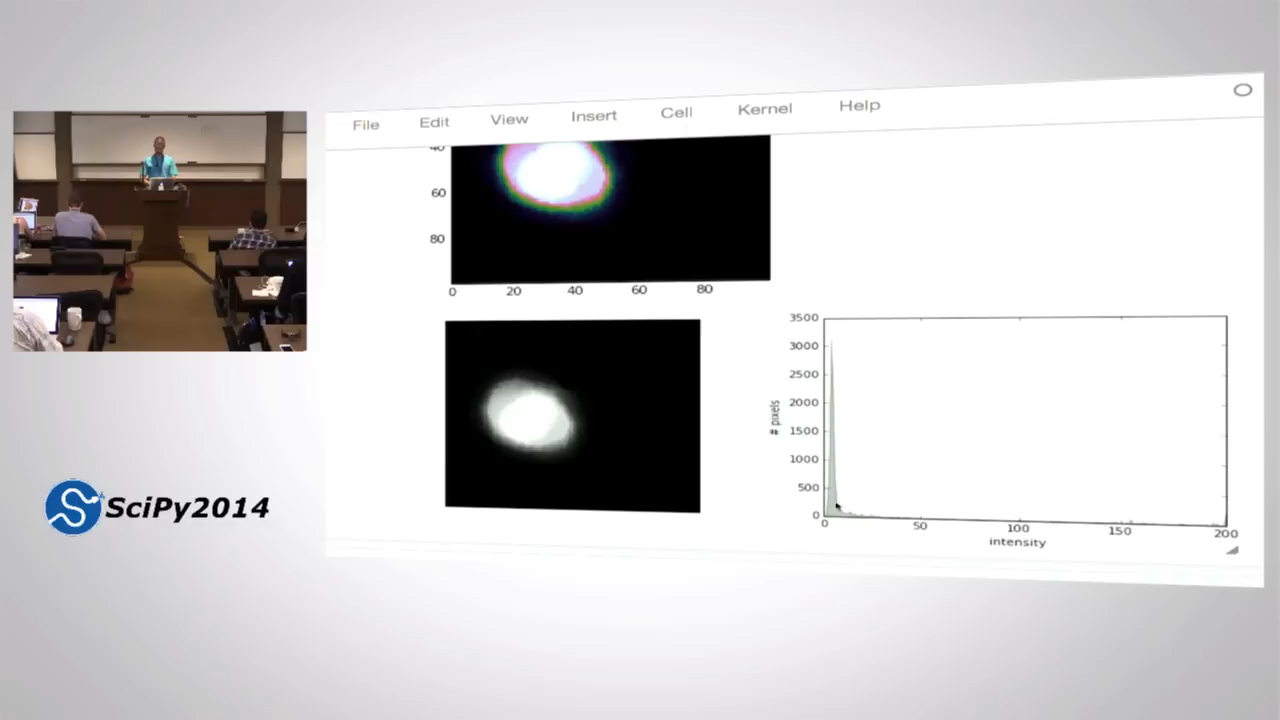 File Edit View Insert Cell Kernel Help
40
60
80
0 20 40 60 80
3500
3000
2500
2000
1500
1000
500
0
# pixels
0 50 100 150 200
intensity
SciPy2014